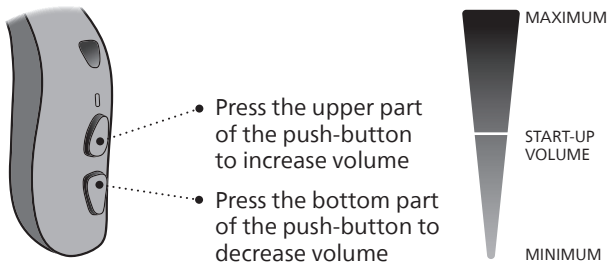 • Press the upper part
of the push-button
to increase volume
• Press the bottom part
of the push-button to
decrease volume
MAXIMUM
START-UP
VOLUME
MINIMUM